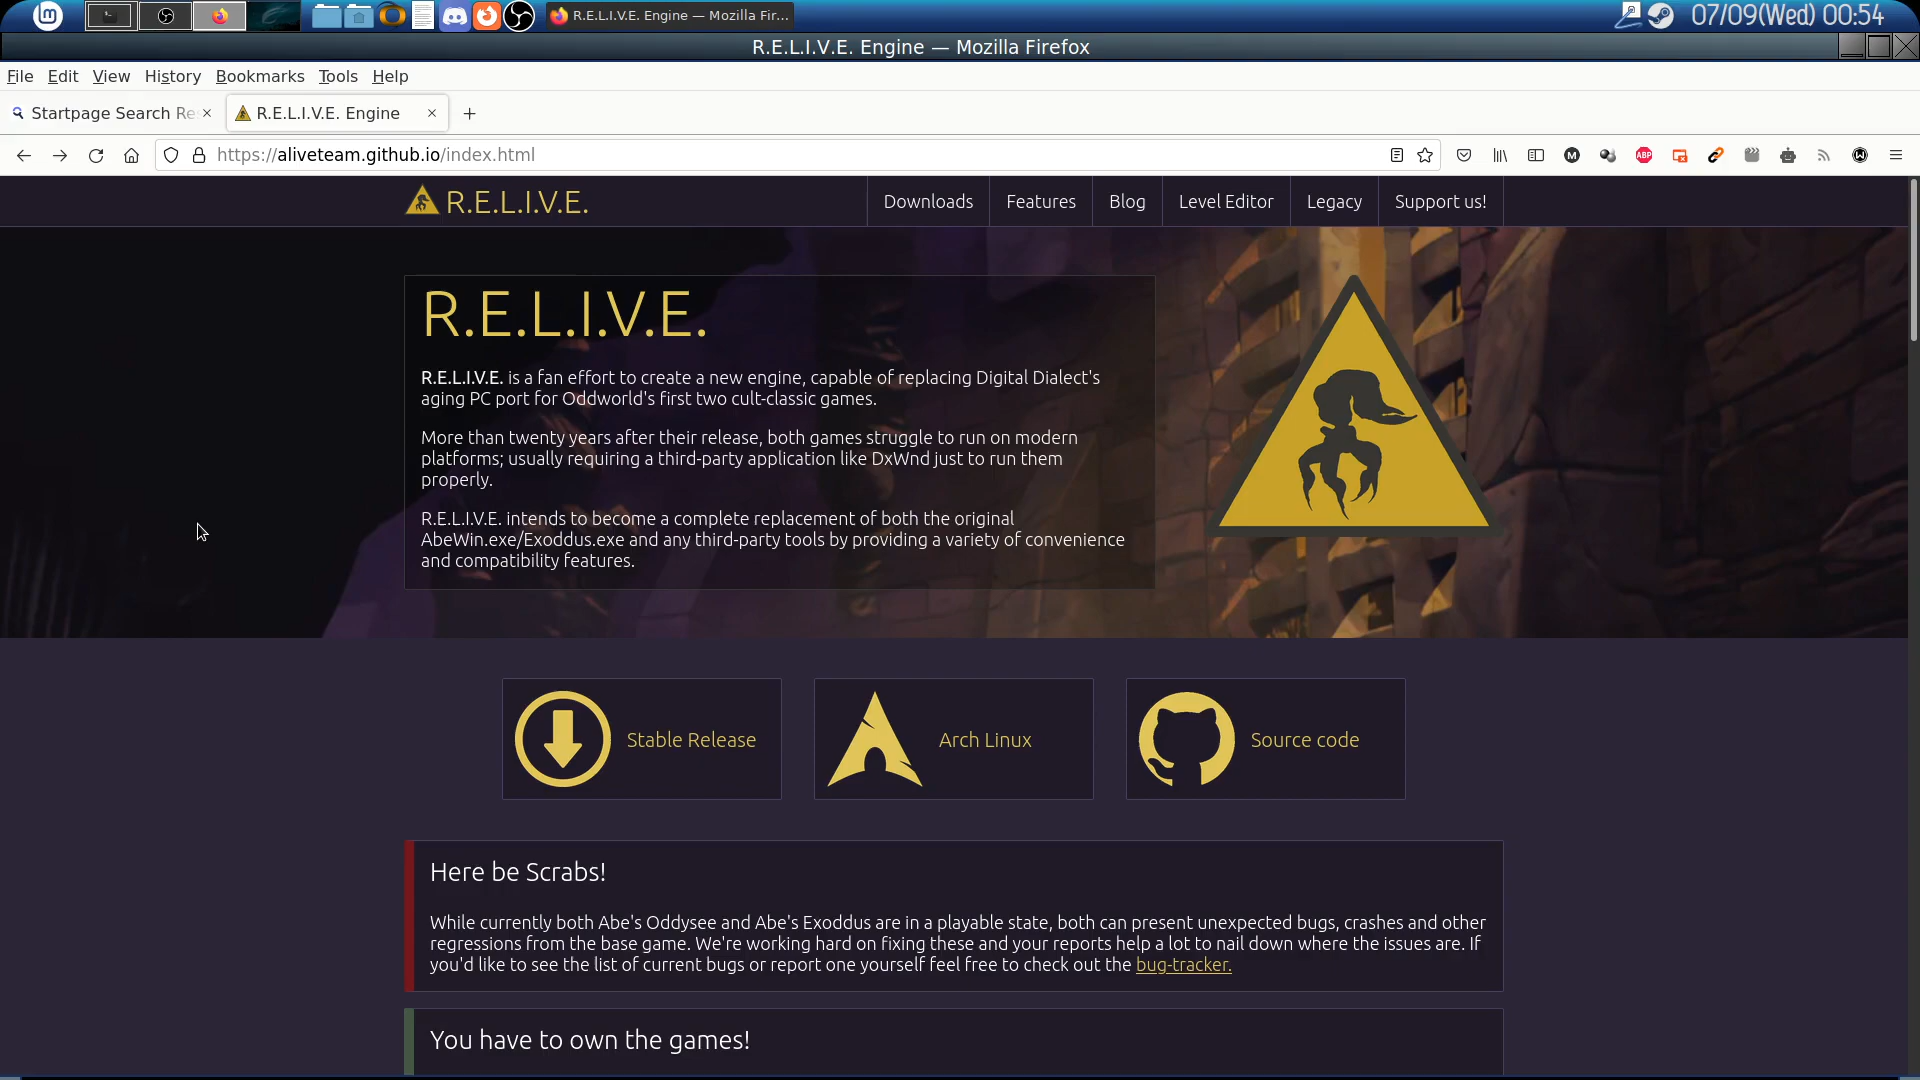 R.E.L.I.V.E. Engine — Mozilla Fir...
07/09(Wed) 00:54
R.E.L.I.V.E. Engine — Mozilla Firefox
File Edit View History Bookmarks Tools Help
Startpage Search Re
R.E.L.I.V.E. Engine
https://aliveteam.github.io/index.html
ABP
R.E.L.I.V.E.
Downloads Features Blog Level Editor Legacy Support us!
R.E.L.I.V.E.
R.E.L.I.V.E. is a fan effort to create a new engine, capable of replacing Digital Dialect's
aging PC port for Oddworld's first two cult-classic games.
More than twenty years after their release, both games struggle to run on modern
platforms; usually requiring a third-party application like DxWnd just to run them
properly.
R.E.L.I.V.E. intends to become a complete replacement of both the original
AbeWin.exe/Exoddus.exe and any third-party tools by providing a variety of convenience
and compatibility features.
Stable Release
Arch Linux
Source code
Here be Scrabs!
While currently both Abe's Oddysee and Abe's Exoddus are in a playable state, both can present unexpected bugs, crashes and other
regressions from the base game. We're working hard on fixing these and your reports help a lot to nail down where the issues are. If
you'd like to see the list of current bugs or report one yourself feel free to check out the bug-tracker.
You have to own the games!